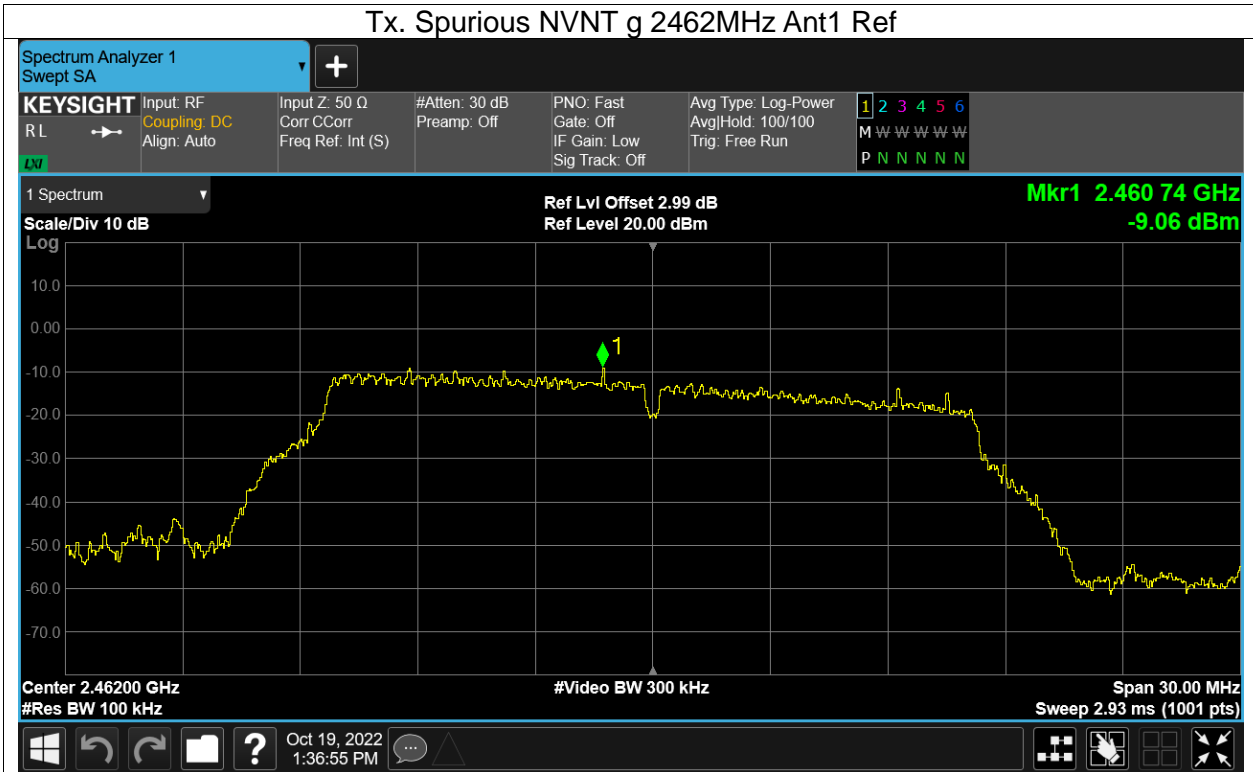 Tx. Spurious NVNT g 2462MHz Ant1 Ref
Spectrum Analyzer 1
Swept SA
+
KEYSIGHT
R L
LXI
Input: RF
Coupling: DC
Align: Auto
Input Z: 50 Ω
Corr CCorr
Freq Ref: Int (S)
#Atten: 30 dB
Preamp: Off
PNO: Fast
Gate: Off
IF Gain: Low
Sig Track: Off
Avg Type: Log-Power
Avg|Hold: 100/100
Trig: Free Run
1 2 3 4 5 6
M W W W W W
P N N N N N
1 Spectrum
Scale/Div 10 dB
Ref Lvl Offset 2.99 dB
Ref Level 20.00 dBm
Mkr1 2.460 74 GHz
-9.06 dBm
Log
10.0
0.00
1
-10.0
-20.0
-30.0
-40.0
-50.0
-60.0
-70.0
Center 2.46200 GHz
#Res BW 100 kHz
#Video BW 300 kHz
Span 30.00 MHz
Sweep 2.93 ms (1001 pts)
?
Oct 19, 2022
1:36:55 PM